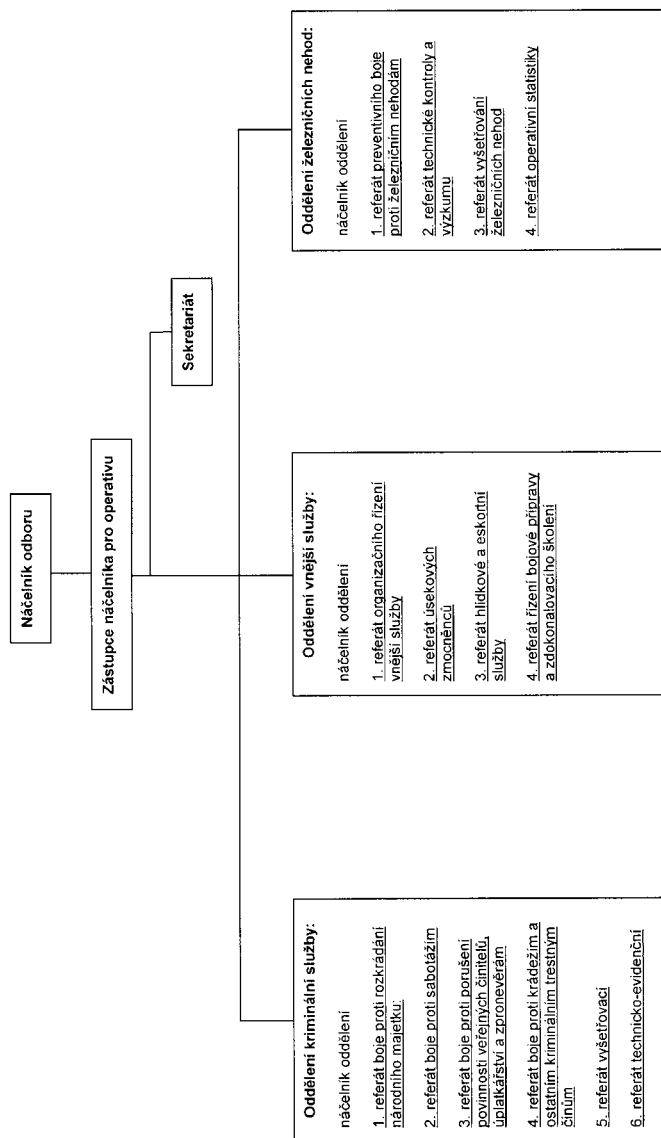 Náčelník odboru
Zástupce náčelníka pro operativu
Sekretariát
Oddělení kriminální služby:
náčelník oddělení
1. referát boje proti rozkrádání
národního majetku:
2. referát boje proti sabotážím
3. referát boje proti porušení
povinností veřejných činitelů,
úplatkářství a zpronevěrám
4. referát boje proti krádežím a
ostatním kriminálním trestným
činům
5. referát vyšetřovací
6. referát technicko-evidenční
Oddělení vnější služby:
náčelník oddělení
1. referát organizačního řízení
vnější služby
2. referát úsekových
zmocněnců
3. referát hlídkové a eskortní
služby
4. referát řízení bojové přípravy
a zdokonalovacího školení
Oddělení železničních nehod:
náčelník oddělení
1. referát preventivního boje
proti železničním nehodám
2. referát technické kontroly a
výzkumu
3. referát vyšetřování
železničních nehod
4. referát operativní statistiky